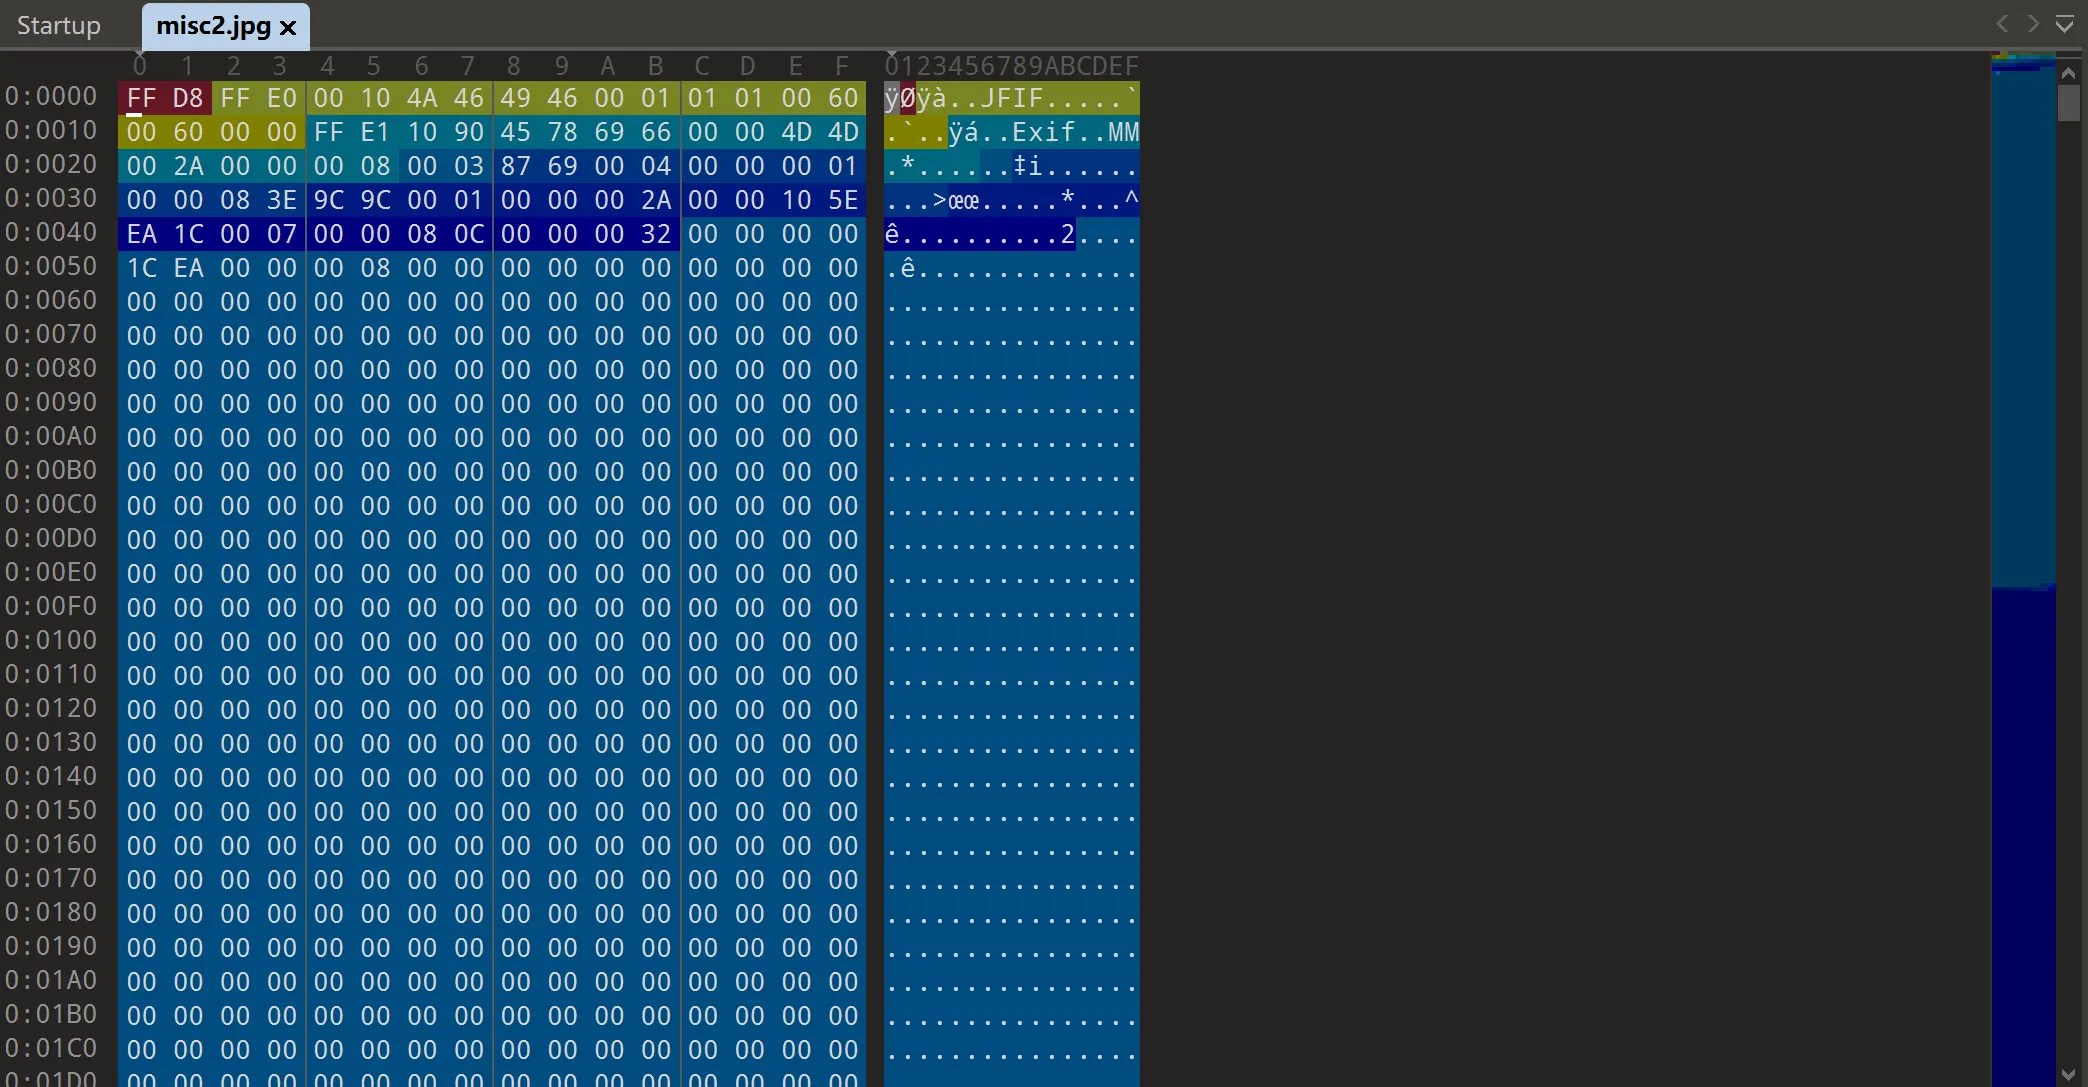 Startup misc2.jpg x
0 1 2 3 4 5 6 7 8 9 A B C D E F 0123456789ABCDEF
0:0000 FF D8 FF E0 00 10 4A 46 49 46 00 01 01 01 00 60 ÿØÿà..JFIF.....`
0:0010 00 60 00 00 FF E1 10 90 45 78 69 66 00 00 4D 4D .`..ÿá..Exif..MM
0:0020 00 2A 00 00 00 08 00 03 87 69 00 04 00 00 00 01 .*......‡i......
0:0030 00 00 08 3E 9C 9C 00 01 00 00 00 2A 00 00 10 5E ...>œœ.....*...^
0:0040 EA 1C 00 07 00 00 08 0C 00 00 00 32 00 00 00 00 ê..........2....
0:0050 1C EA 00 00 00 08 00 00 00 00 00 00 00 00 00 00 .ê..............
0:0060 00 00 00 00 00 00 00 00 00 00 00 00 00 00 00 00 ................
0:0070 00 00 00 00 00 00 00 00 00 00 00 00 00 00 00 00 ................
0:0080 00 00 00 00 00 00 00 00 00 00 00 00 00 00 00 00 ................
0:0090 00 00 00 00 00 00 00 00 00 00 00 00 00 00 00 00 ................
0:00A0 00 00 00 00 00 00 00 00 00 00 00 00 00 00 00 00 ................
0:00B0 00 00 00 00 00 00 00 00 00 00 00 00 00 00 00 00 ................
0:00C0 00 00 00 00 00 00 00 00 00 00 00 00 00 00 00 00 ................
0:00D0 00 00 00 00 00 00 00 00 00 00 00 00 00 00 00 00 ................
0:00E0 00 00 00 00 00 00 00 00 00 00 00 00 00 00 00 00 ................
0:00F0 00 00 00 00 00 00 00 00 00 00 00 00 00 00 00 00 ................
0:0100 00 00 00 00 00 00 00 00 00 00 00 00 00 00 00 00 ................
0:0110 00 00 00 00 00 00 00 00 00 00 00 00 00 00 00 00 ................
0:0120 00 00 00 00 00 00 00 00 00 00 00 00 00 00 00 00 ................
0:0130 00 00 00 00 00 00 00 00 00 00 00 00 00 00 00 00 ................
0:0140 00 00 00 00 00 00 00 00 00 00 00 00 00 00 00 00 ................
0:0150 00 00 00 00 00 00 00 00 00 00 00 00 00 00 00 00 ................
0:0160 00 00 00 00 00 00 00 00 00 00 00 00 00 00 00 00 ................
0:0170 00 00 00 00 00 00 00 00 00 00 00 00 00 00 00 00 ................
0:0180 00 00 00 00 00 00 00 00 00 00 00 00 00 00 00 00 ................
0:0190 00 00 00 00 00 00 00 00 00 00 00 00 00 00 00 00 ................
0:01A0 00 00 00 00 00 00 00 00 00 00 00 00 00 00 00 00 ................
0:01B0 00 00 00 00 00 00 00 00 00 00 00 00 00 00 00 00 ................
0:01C0 00 00 00 00 00 00 00 00 00 00 00 00 00 00 00 00 ................
0:01D0 00 00 00 00 00 00 00 00 00 00 00 00 00 00 00 00